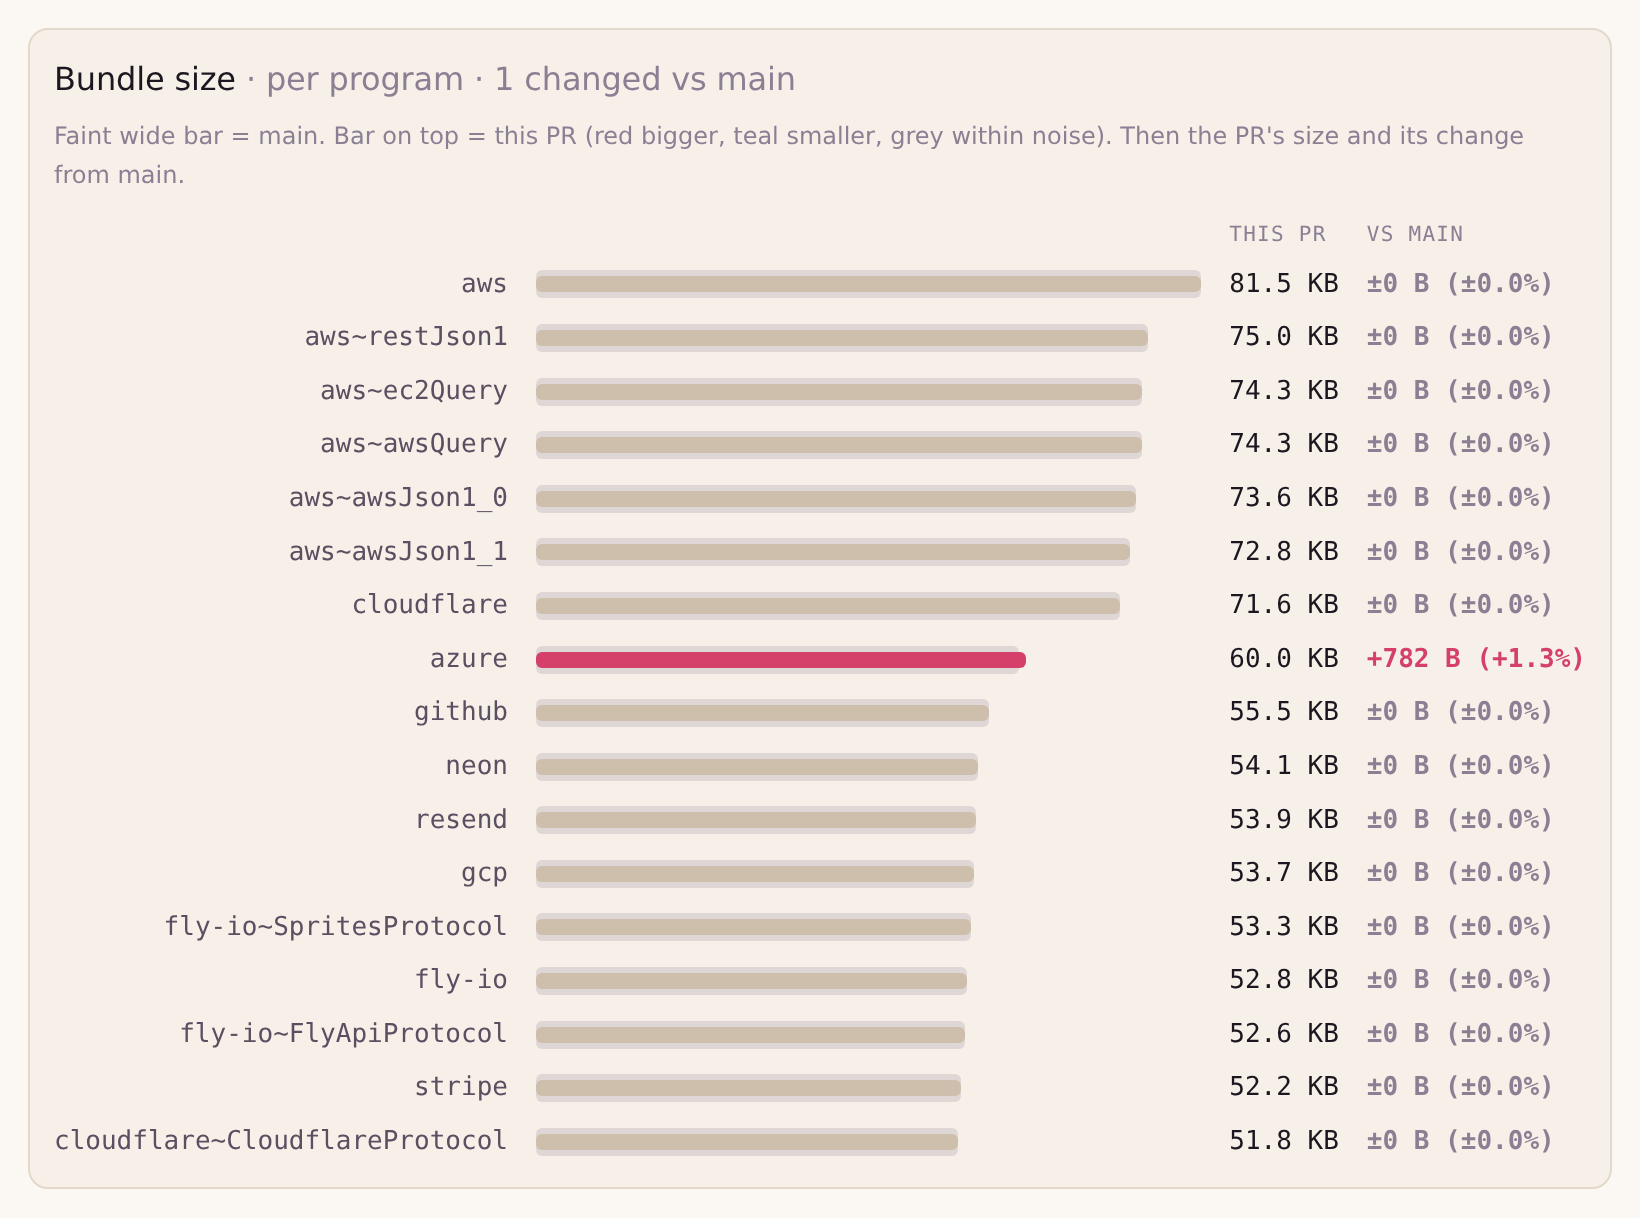 Bundle size · per program · 1 changed vs main
Faint wide bar = main. Bar on top = this PR (red bigger, teal smaller, grey within noise). Then the PR's size and its change
from main.
THIS PR VS MAIN
aws 81.5 KB ±0 B (±0.0%)
aws~restJson1 75.0 KB ±0 B (±0.0%)
aws~ec2Query 74.3 KB ±0 B (±0.0%)
aws~awsQuery 74.3 KB ±0 B (±0.0%)
aws~awsJson1_0 73.6 KB ±0 B (±0.0%)
aws~awsJson1_1 72.8 KB ±0 B (±0.0%)
cloudflare 71.6 KB ±0 B (±0.0%)
azure 60.0 KB +782 B (+1.3%)
github 55.5 KB ±0 B (±0.0%)
neon 54.1 KB ±0 B (±0.0%)
resend 53.9 KB ±0 B (±0.0%)
gcp 53.7 KB ±0 B (±0.0%)
fly-io~SpritesProtocol 53.3 KB ±0 B (±0.0%)
fly-io 52.8 KB ±0 B (±0.0%)
fly-io~FlyApiProtocol 52.6 KB ±0 B (±0.0%)
stripe 52.2 KB ±0 B (±0.0%)
cloudflare~CloudflareProtocol 51.8 KB ±0 B (±0.0%)